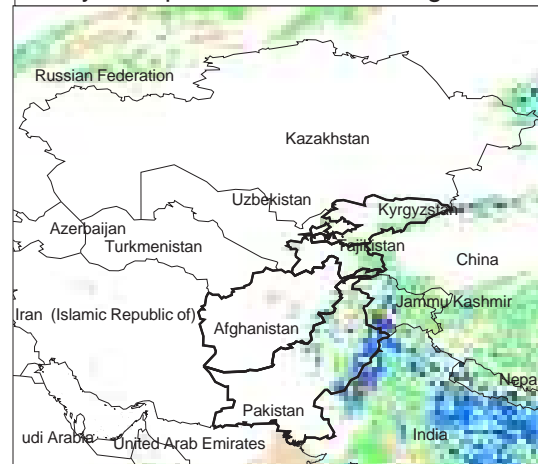 Russian Federation
Kazakhstan
Uzbekistan
Kyrgyzstan
Azerbaijan
Turkmenistan
Tajikistan
China
Jammu/Kashmir
Iran (Islamic Republic of)
Afghanistan
Nepa
Pakistan
udi Arabia
United Arab Emirates
India